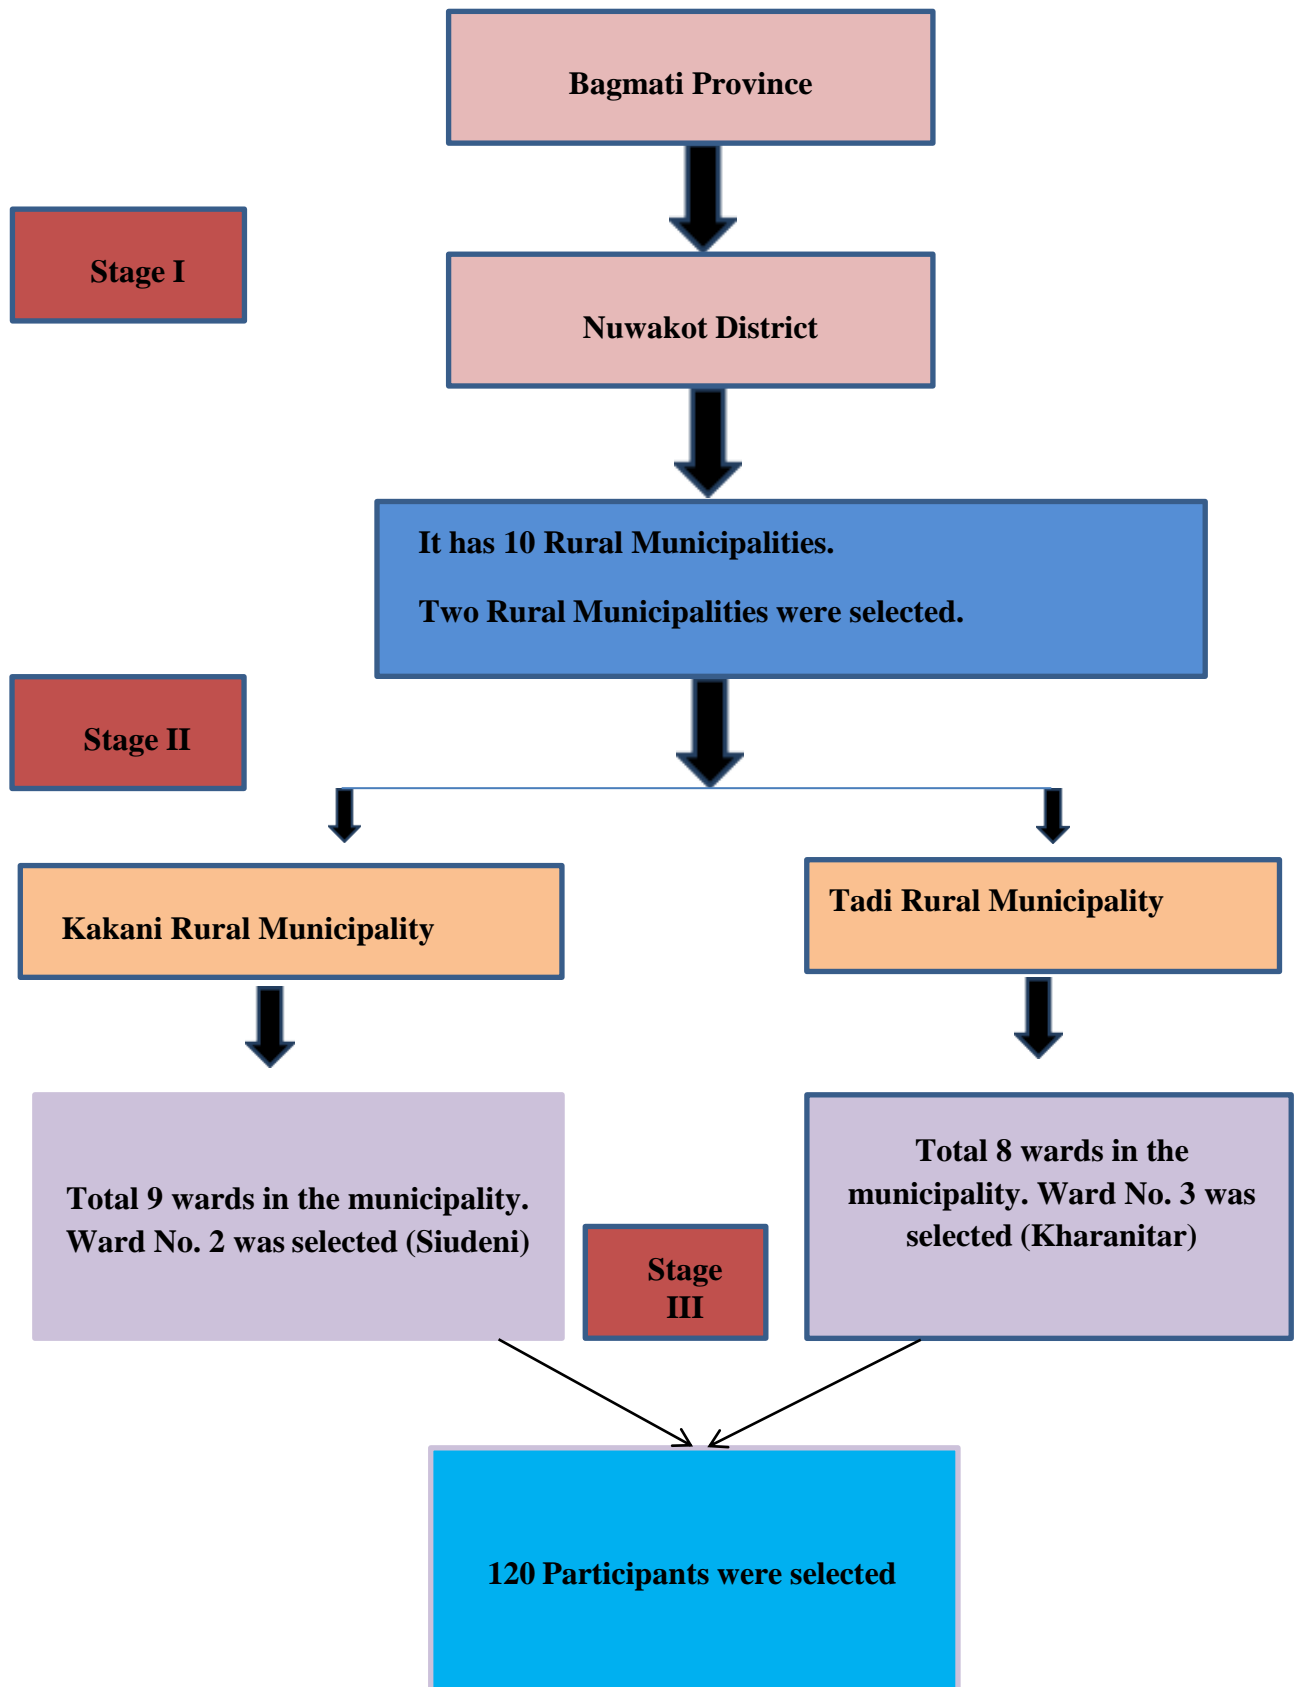 Bagmati Province
Stage I
Nuwakot District
It has 10 Rural Municipalities.
Two Rural Municipalities were selected.
Stage II
Kakani Rural Municipality
Tadi Rural Municipality
Total 9 wards in the municipality.
Ward No. 2 was selected (Siudeni)
Total 8 wards in the
municipality. Ward No. 3 was
selected (Kharanitar)
Stage
III
120 Participants were selected